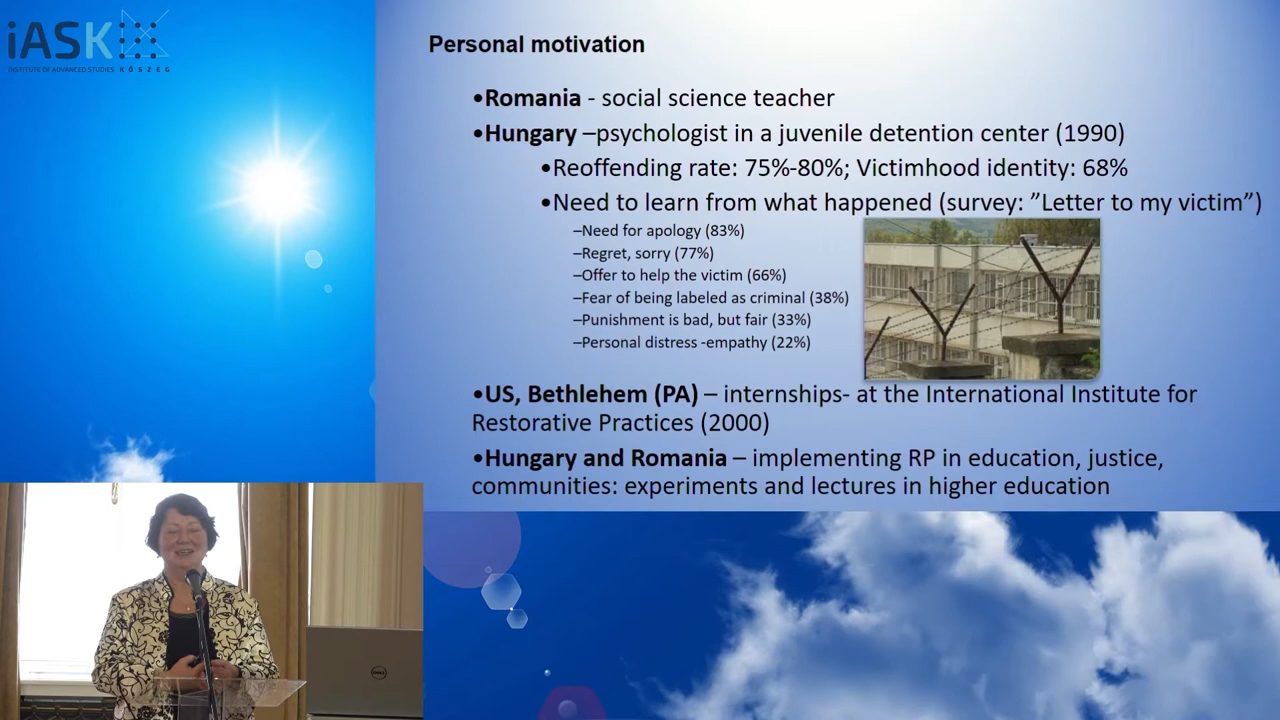 iASK
INSTITUTE OF ADVANCED STUDIES KŐSZEG
Personal motivation
•Romania - social science teacher
•Hungary –psychologist in a juvenile detention center (1990)
•Reoffending rate: 75%-80%; Victimhood identity: 68%
•Need to learn from what happened (survey: ”Letter to my victim”)
–Need for apology (83%)
–Regret, sorry (77%)
–Offer to help the victim (66%)
–Fear of being labeled as criminal (38%)
–Punishment is bad, but fair (33%)
–Personal distress -empathy (22%)
•US, Bethlehem (PA) – internships- at the International Institute for
Restorative Practices (2000)
•Hungary and Romania – implementing RP in education, justice,
communities: experiments and lectures in higher education
DELL